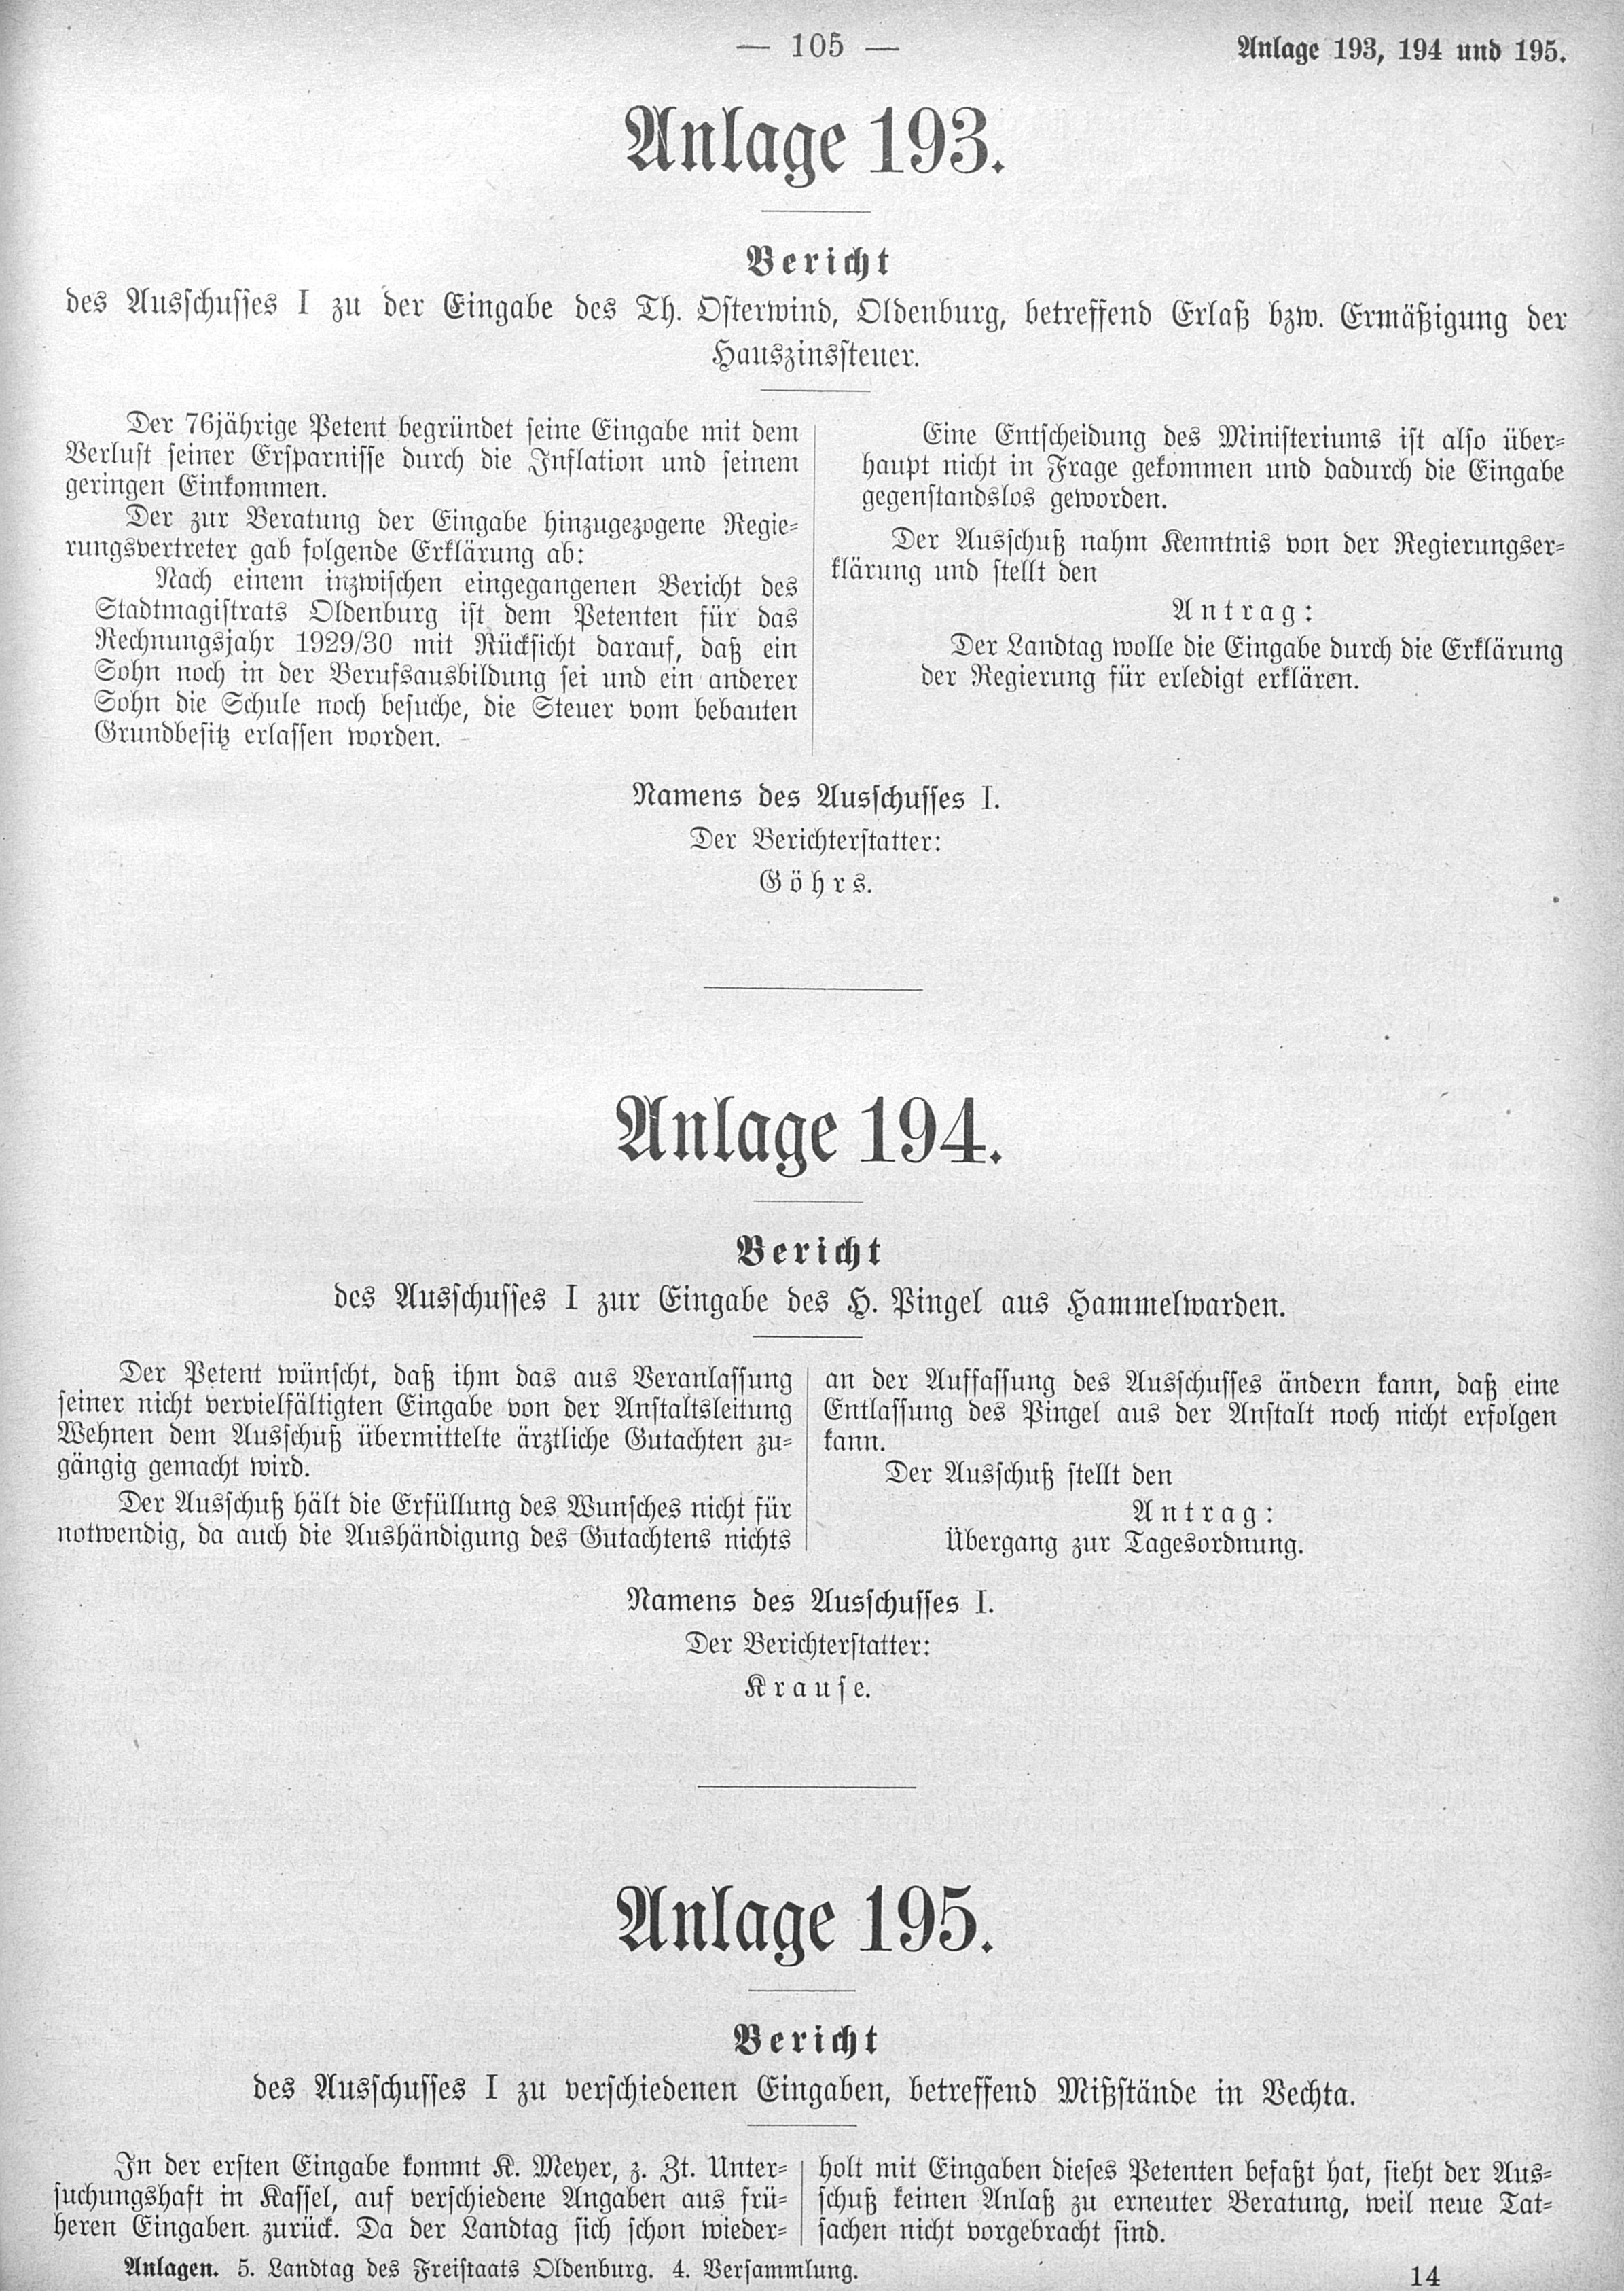 — 105 —
Anlage 193, 194 und 195.
Anlage 193.
Bericht
des Ausschusses I zu der Eingabe des Th. Osterwind, Oldenburg, betreffend Erlaß bzw. Ermäßigung der
Hauszinssteuer.
Der 76jährige Petent begründet seine Eingabe mit dem
Verlust seiner Ersparnisse durch die Inflation und seinem
geringen Einkommen.
Der zur Beratung der Eingabe hinzugezogene Regie-
rungsvertreter gab folgende Erklärung ab:
Nach einem inzwischen eingegangenen Bericht des
Stadtmagistrats Oldenburg ist dem Petenten für das
Rechnungsjahr 1929/30 mit Rücksicht darauf, daß ein
Sohn noch in der Berufsausbildung sei und ein anderer
Sohn die Schule noch besuche, die Steuer vom bebauten
Grundbesitz erlassen worden.
Eine Entscheidung des Ministeriums ist also über-
haupt nicht in Frage gekommen und dadurch die Eingabe
gegenstandslos geworden.
Der Ausschuß nahm Kenntnis von der Regierungser-
klärung und stellt den
Antrag:
Der Landtag wolle die Eingabe durch die Erklärung
der Regierung für erledigt erklären.
Namens des Ausschusses I.
Der Berichterstatter:
Göhrs.
Anlage 194.
Bericht
des Ausschusses I zur Eingabe des H. Pingel aus Hammelwarden.
Der Petent wünscht, daß ihm das aus Veranlassung
seiner nicht vervielfältigten Eingabe von der Anstaltsleitung
Wehnen dem Ausschuß übermittelte ärztliche Gutachten zu-
gängig gemacht wird.
Der Ausschuß hält die Erfüllung des Wunsches nicht für
notwendig, da auch die Aushändigung des Gutachtens nichts
an der Auffassung des Ausschusses ändern kann, daß eine
Entlassung des Pingel aus der Anstalt noch nicht erfolgen
kann.
Der Ausschuß stellt den
Antrag:
Übergang zur Tagesordnung.
Namens des Ausschusses I.
Der Berichterstatter:
Krause.
Anlage 195.
Bericht
des Ausschusses I zu verschiedenen Eingaben, betreffend Mißstände in Vechta.
In der ersten Eingabe kommt K. Meyer, z. Zt. Unter-
suchungshaft in Kassel, auf verschiedene Angaben aus frü-
heren Eingaben zurück. Da der Landtag sich schon wieder-
holt mit Eingaben dieses Petenten befaßt hat, sieht der Aus-
schuß keinen Anlaß zu erneuter Beratung, weil neue Tat-
sachen nicht vorgebracht sind.
Anlagen. 5. Landtag des Freistaats Oldenburg. 4. Versammlung.
14